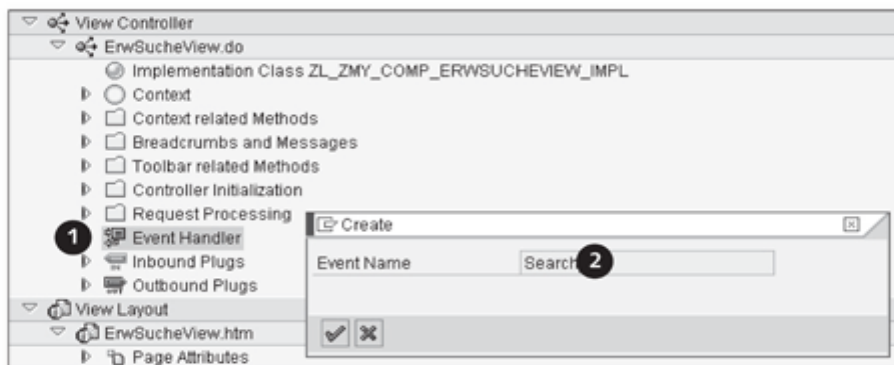 View Controller
ErwSucheView.do
Implementation Class ZL_ZMY_COMP_ERWSUCHEVIEW_IMPL
Context
Context related Methods
Breadcrumbs and Messages
Toolbar related Methods
Controller Initialization
Request Processing
1 Event Handler
Inbound Plugs
Outbound Plugs
View Layout
ErwSucheView.htm
Page Attributes
Create
Event Name Search 2